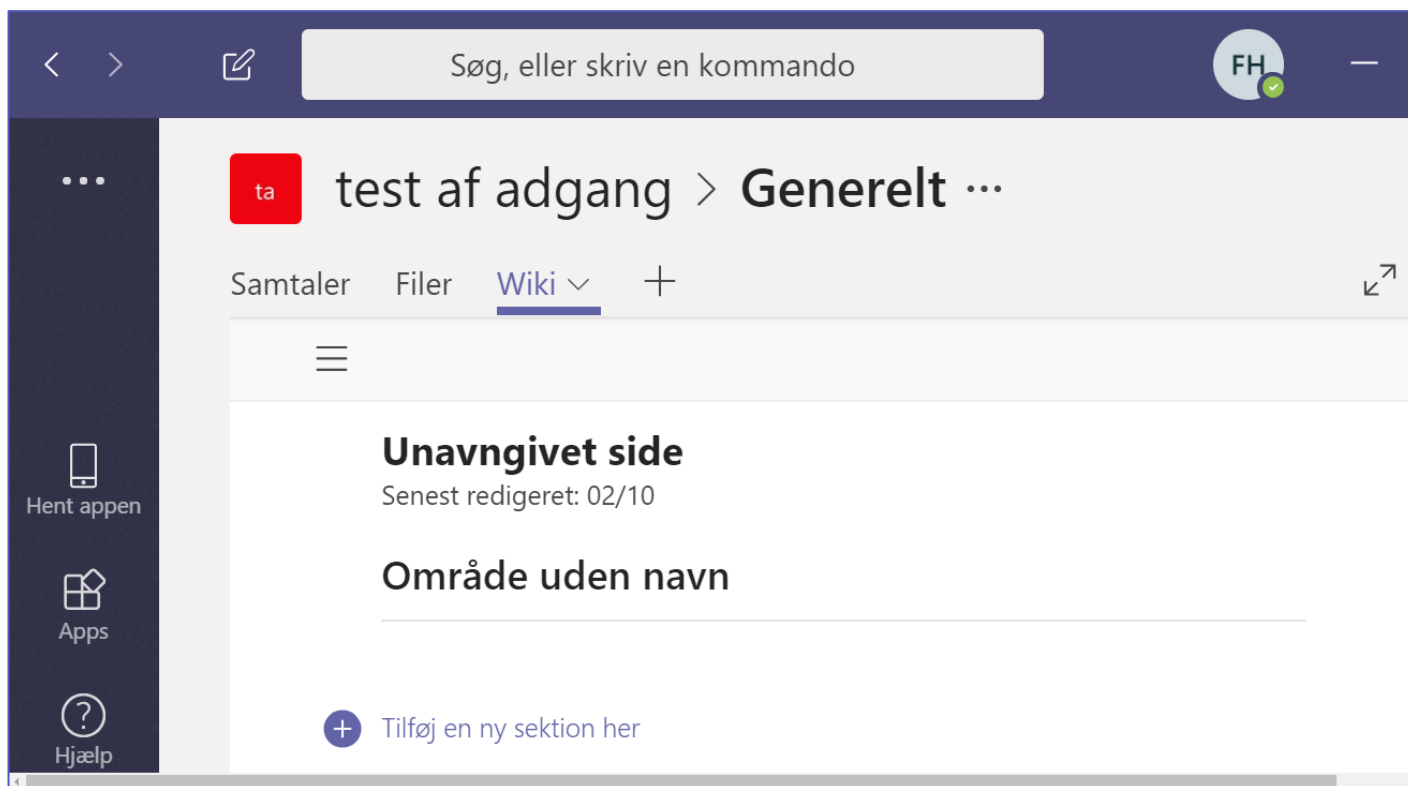 Søg, eller skriv en kommando
FH
ta
test af adgang > Generelt ...
Samtaler Filer Wiki
Unavngivet side
Senest redigeret: 02/10
Hent appen
Område uden navn
Apps
Tilføj en ny sektion her
Hjælp